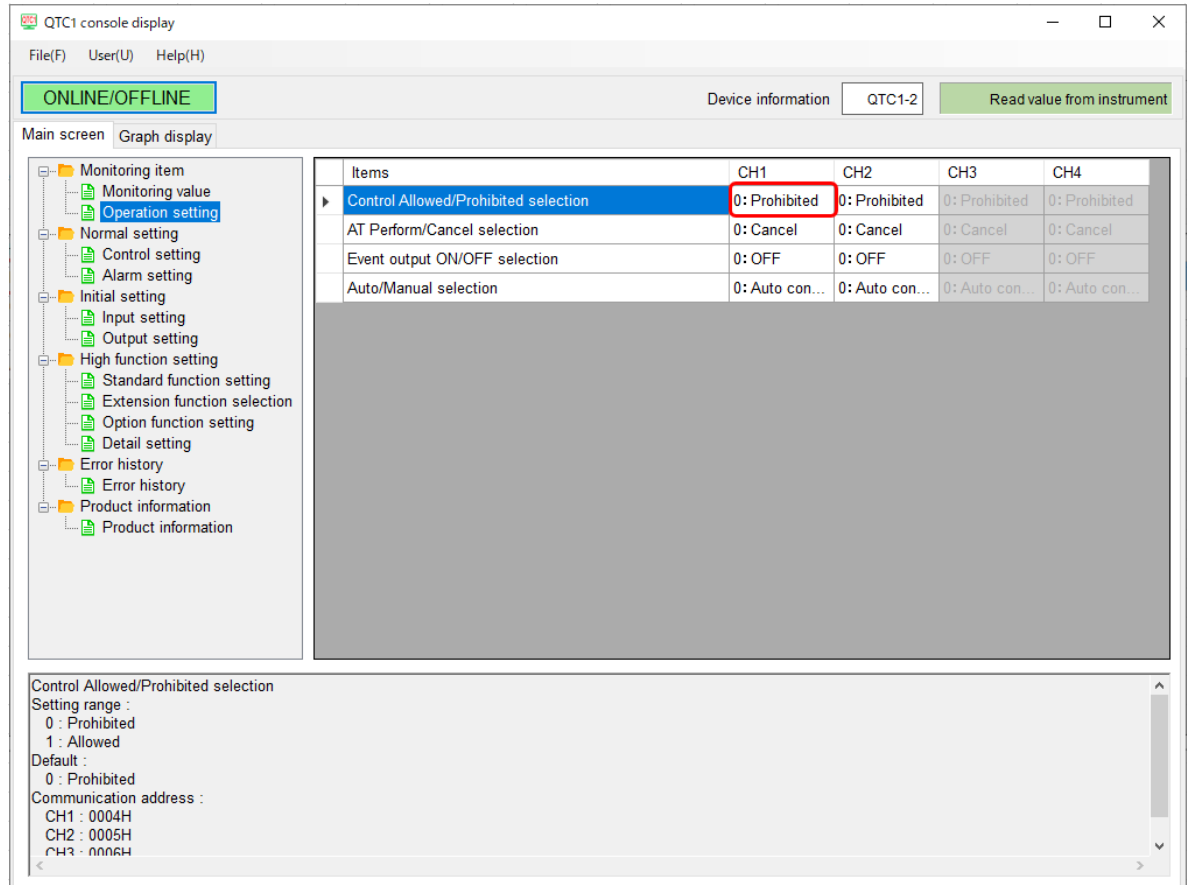 QTC1 console display
File(F) User(U) Help(H)
ONLINE/OFFLINE Device information QTC1-2 Read value from instrument
Main screen Graph display
Monitoring item
Monitoring value
Operation setting
Normal setting
Control setting
Alarm setting
Initial setting
Input setting
Output setting
High function setting
Standard function setting
Extension function selection
Option function setting
Detail setting
Error history
Error history
Product information
Product information
Items CH1 CH2 CH3 CH4
Control Allowed/Prohibited selection 0: Prohibited 0: Prohibited 0: Prohibited 0: Prohibited
AT Perform/Cancel selection 0: Cancel 0: Cancel 0: Cancel 0: Cancel
Event output ON/OFF selection 0: OFF 0: OFF 0: OFF 0: OFF
Auto/Manual selection 0: Auto con... 0: Auto con... 0: Auto con... 0: Auto con...
Control Allowed/Prohibited selection
Setting range :
0 : Prohibited
1 : Allowed
Default :
0 : Prohibited
Communication address :
CH1 : 0004H
CH2 : 0005H
CH3 : 0006H